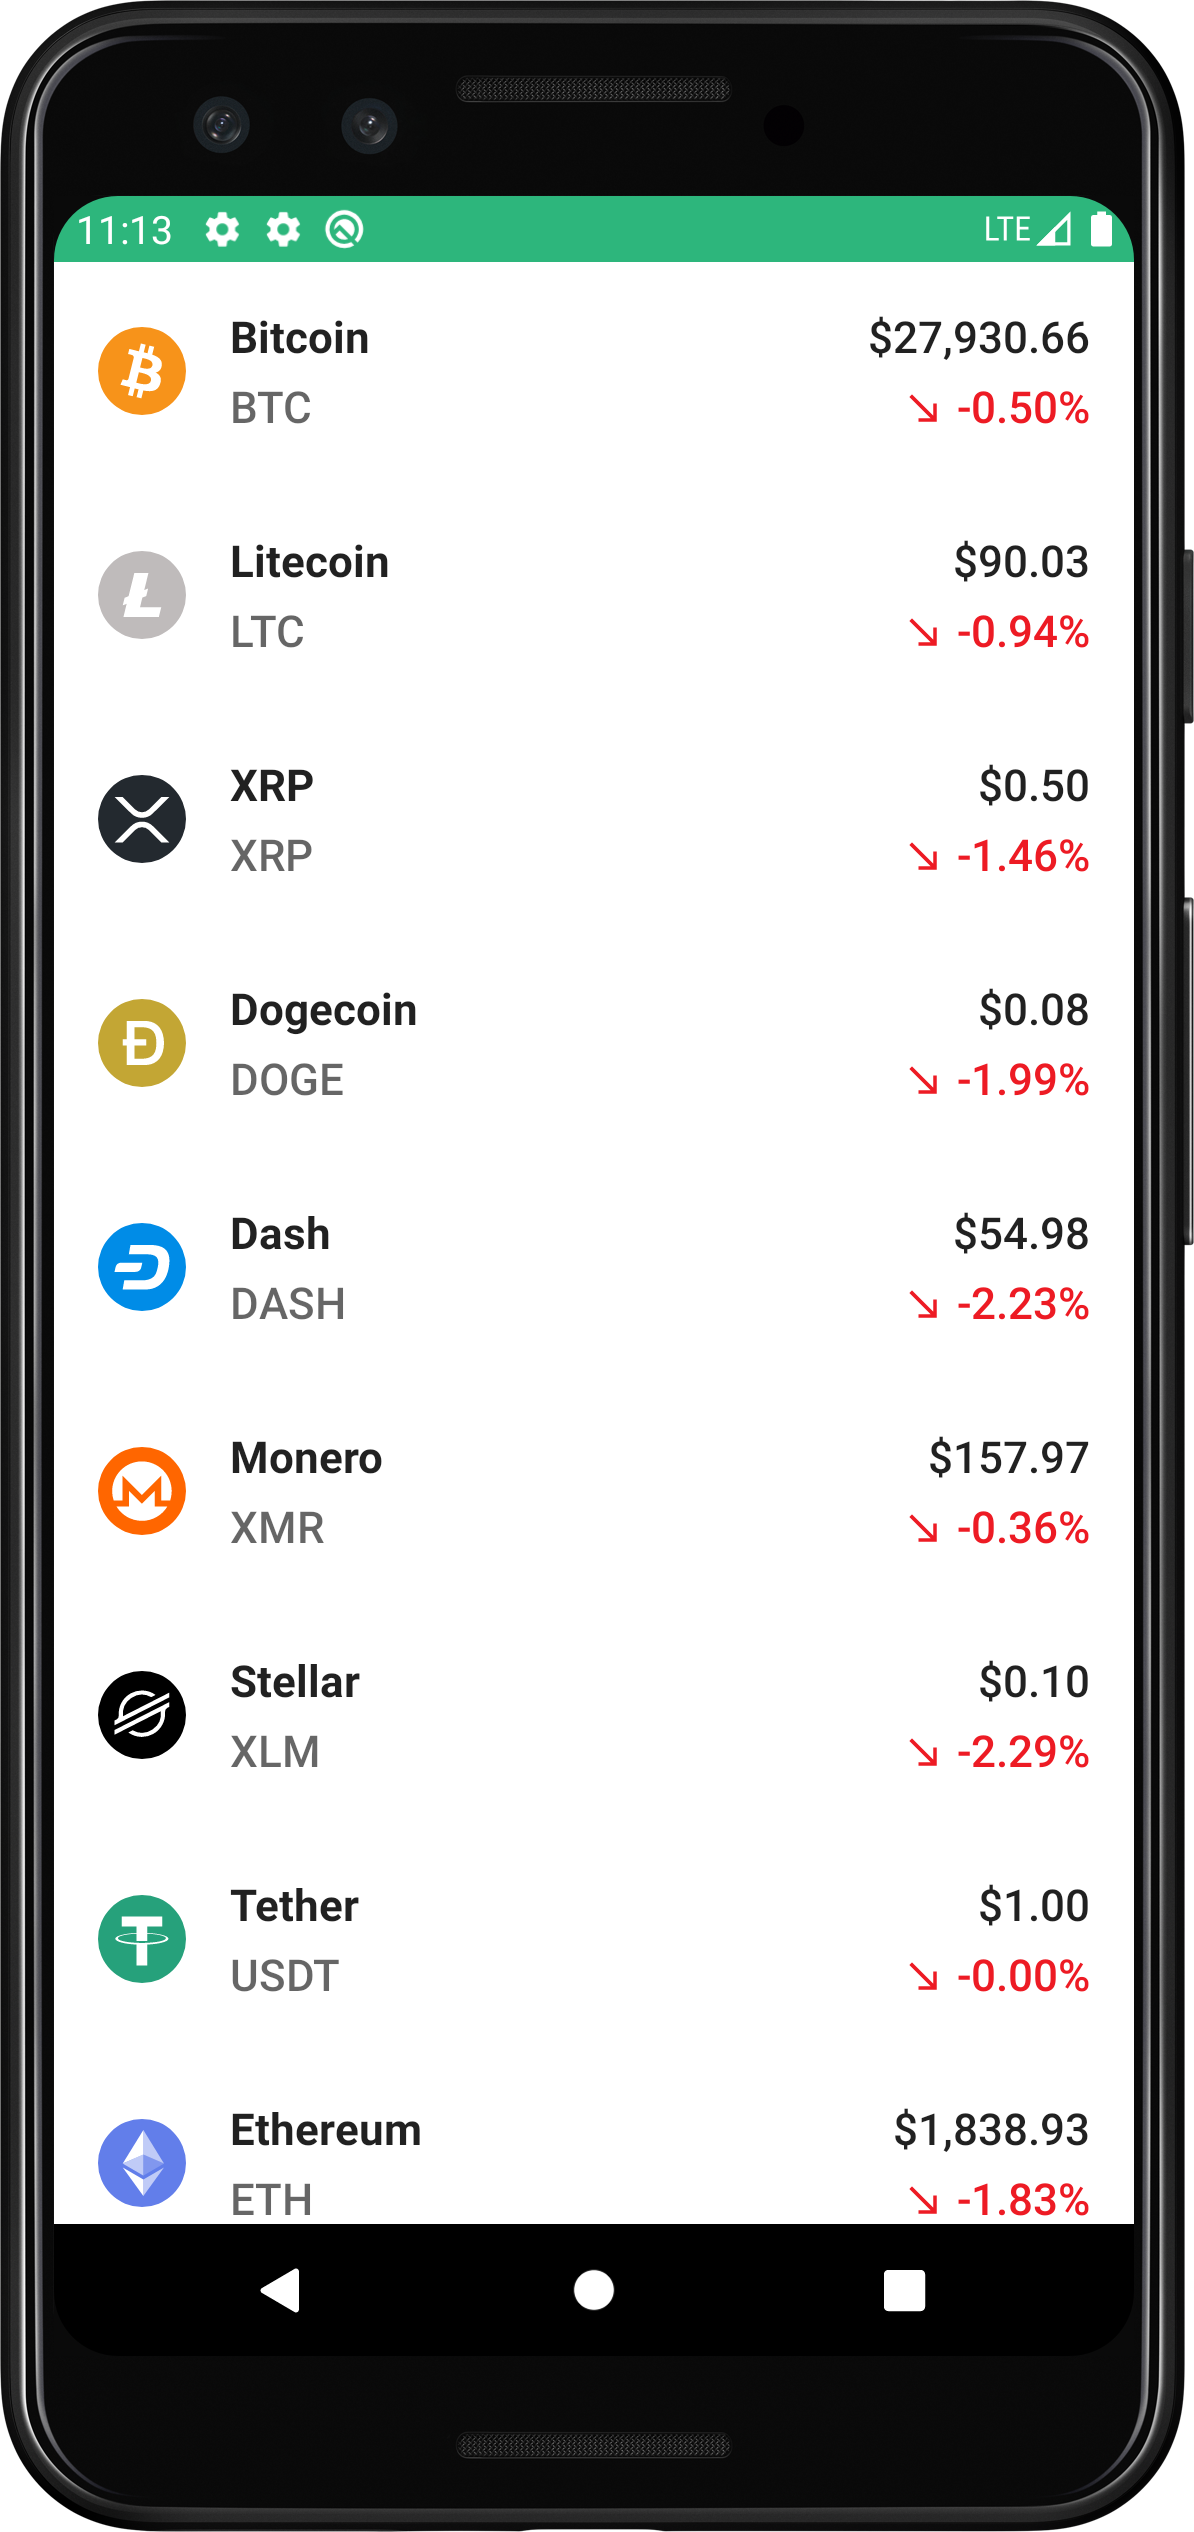 11:13 LTE
Bitcoin $27,930.66
BTC -0.50%
Litecoin $90.03
LTC -0.94%
XRP $0.50
XRP -1.46%
Dogecoin $0.08
DOGE -1.99%
Dash $54.98
DASH -2.23%
Monero $157.97
XMR -0.36%
Stellar $0.10
XLM -2.29%
Tether $1.00
USDT -0.00%
Ethereum $1,838.93
ETH -1.83%